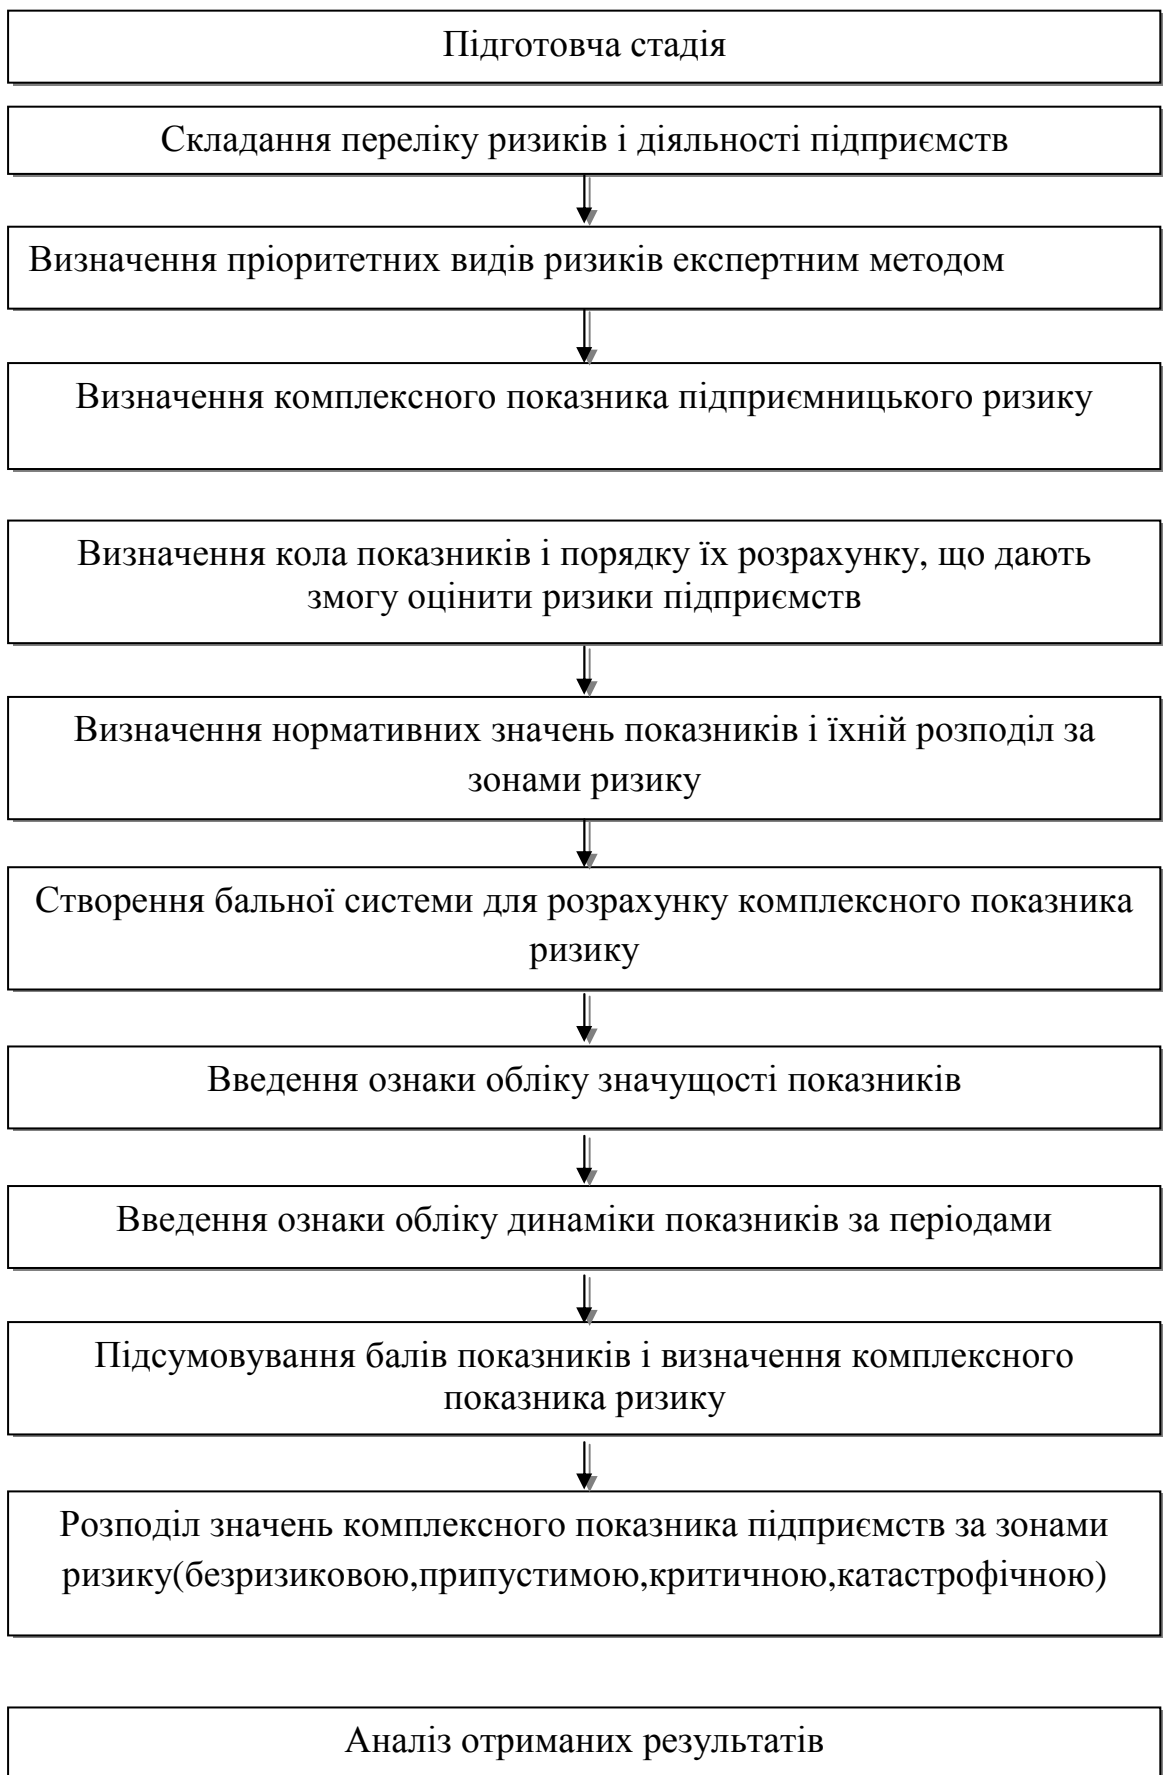 Підготовча стадія
Складання переліку ризиків і діяльності підприємств
Визначення пріоритетних видів ризиків експертним методом
Визначення комплексного показника підприємницького ризику
Визначення кола показників і порядку їх розрахунку, що дають
змогу оцінити ризики підприємств
Визначення нормативних значень показників і їхній розподіл за
зонами ризику
Створення бальної системи для розрахунку комплексного показника
ризику
Введення ознаки обліку значущості показників
Введення ознаки обліку динаміки показників за періодами
Підсумовування балів показників і визначення комплексного
показника ризику
Розподіл значень комплексного показника підприємств за зонами
ризику(безризиковою,припустимою,критичною,катастрофічною)
Аналіз отриманих результатів